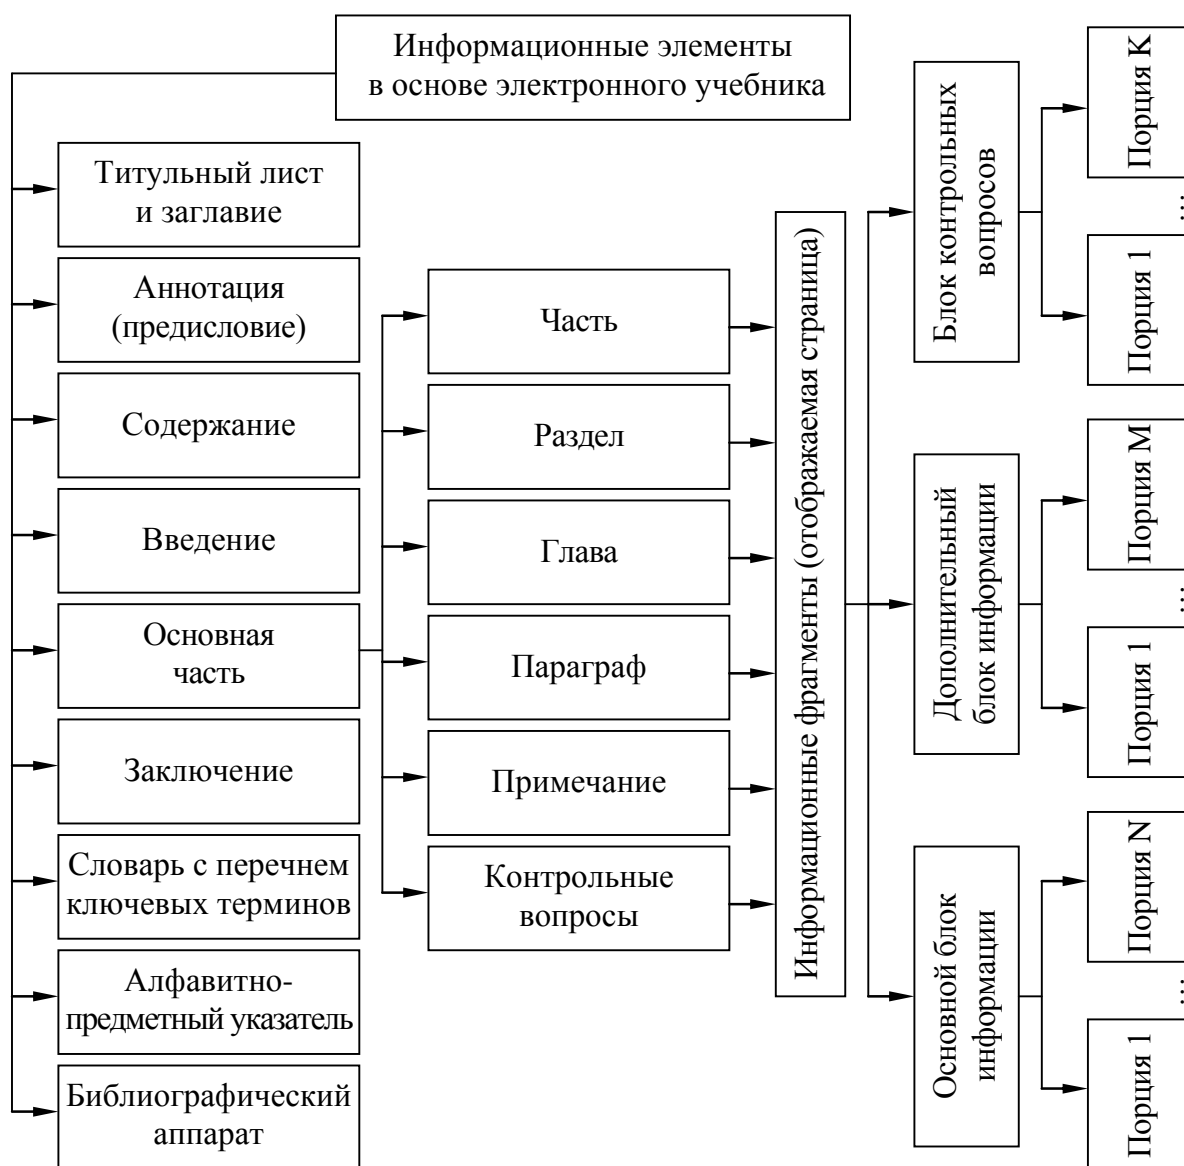 Информационные элементы
в основе электронного учебника
Титульный лист
и заглавие
Аннотация
(предисловие)
Содержание
Введение
Основная
часть
Заключение
Словарь с перечнем
ключевых терминов
Алфавитно-
предметный указатель
Библиографический
аппарат
Часть
Раздел
Глава
Параграф
Примечание
Контрольные
вопросы
Информационные фрагменты (отображаемая страница)
Блок контрольных
вопросов
Порция K
...
Порция 1
Дополнительный
блок информации
Порция M
...
Порция 1
Основной блок
информации
Порция N
...
Порция 1